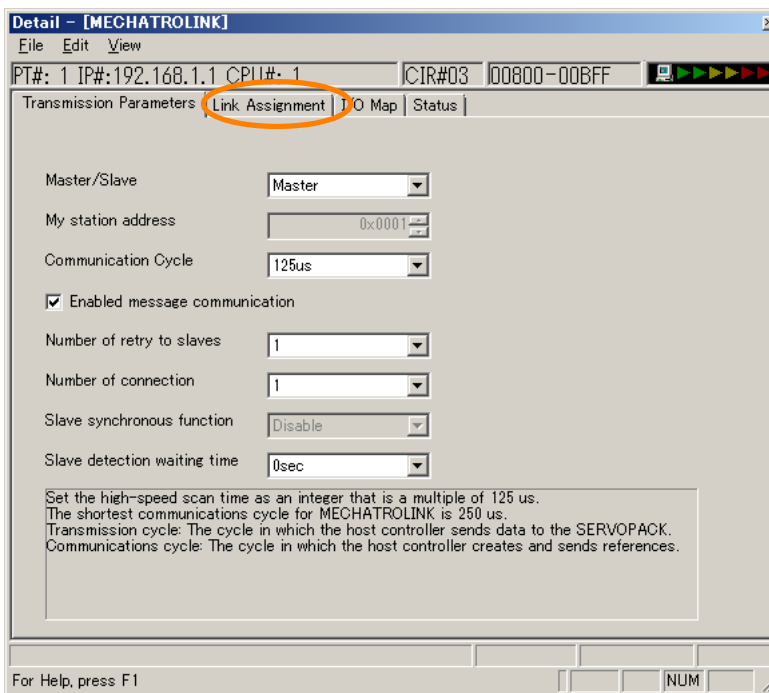 Detail - [MECHATROLINK]
File Edit View
PT#: 1 IP#:192.168.1.1 CPU#: 1 CIR#03 00800-00BFF
Transmission Parameters Link Assignment I/O Map Status
Master/Slave Master
My station address 0x0001
Communication Cycle 125us
Enabled message communication
Number of retry to slaves 1
Number of connection 1
Slave synchronous function Disable
Slave detection waiting time 0sec
Set the high-speed scan time as an integer that is a multiple of 125 us.
The shortest communications cycle for MECHATROLINK is 250 us.
Transmission cycle: The cycle in which the host controller sends data to the SERVOPACK.
Communications cycle: The cycle in which the host controller creates and sends references.
For Help, press F1 NUM